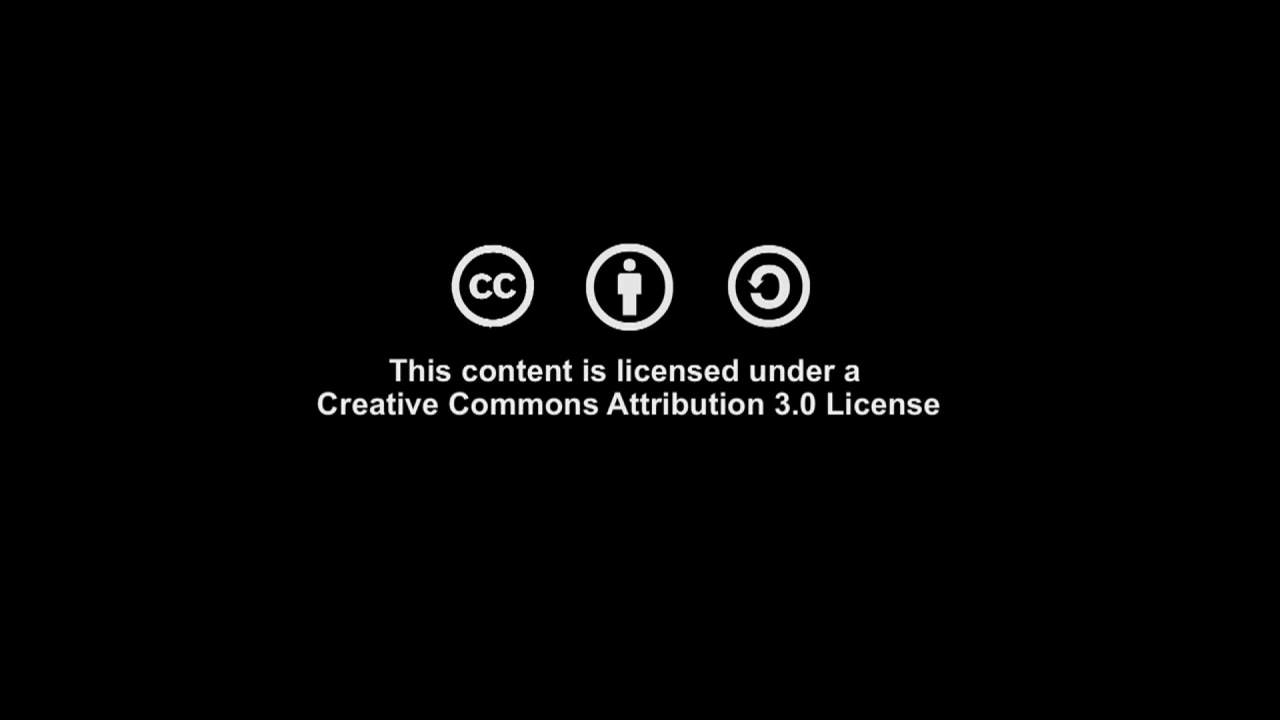 cc
This content is licensed under a
Creative Commons Attribution 3.0 License